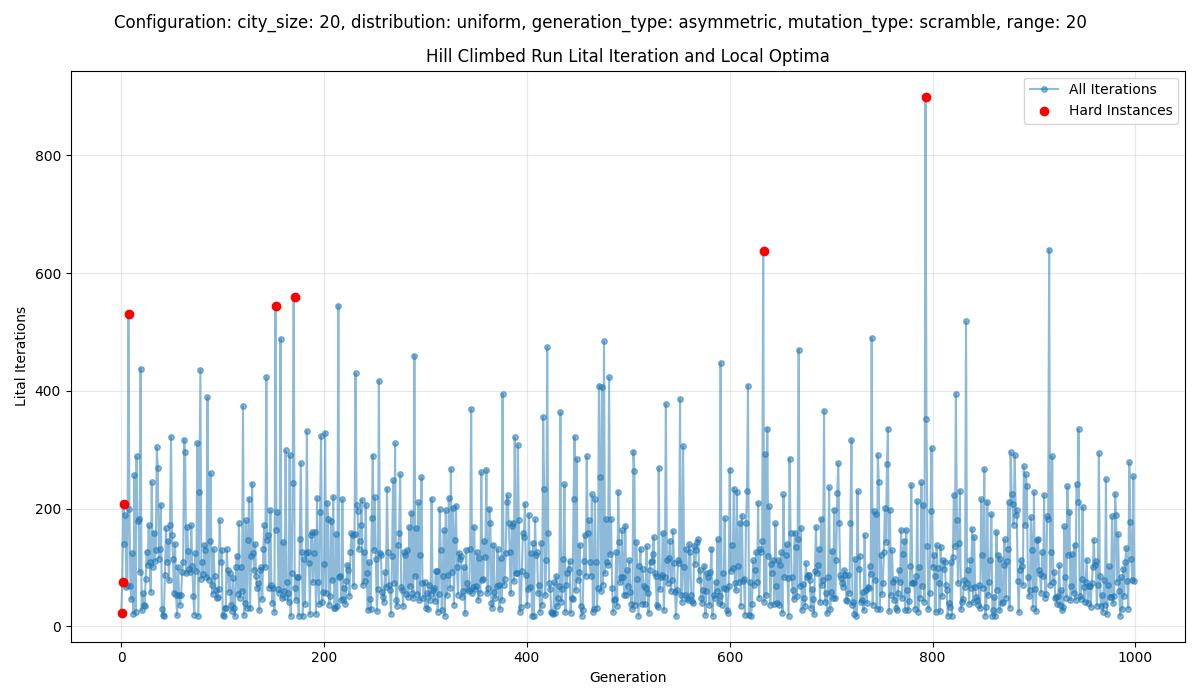 Configuration: city_size: 20, distribution: uniform, generation_type: asymmetric, mutation_type: scramble, range: 20
Hill Climbed Run Lital Iteration and Local Optima
All Iterations
Hard Instances
Lital Iterations
800
600
400
200
0
0 200 400 600 800 1000
Generation